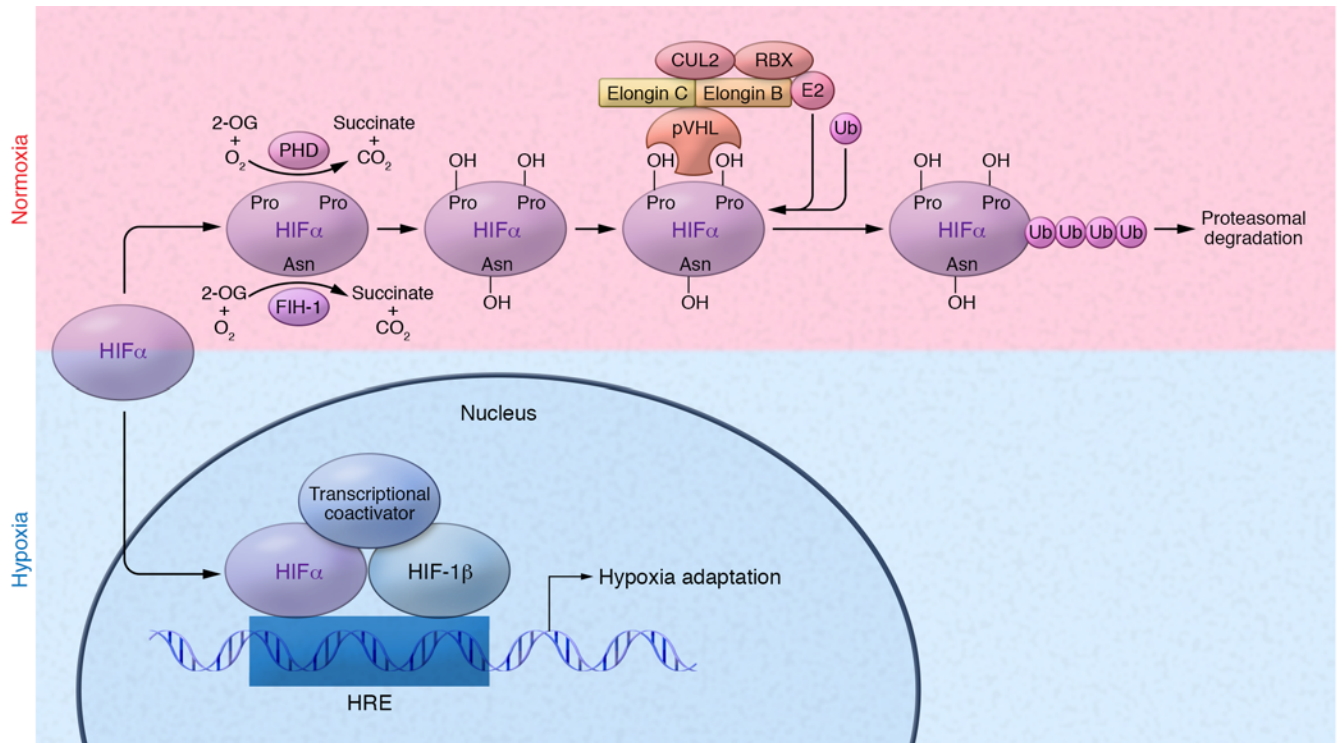 Normoxia
CUL2
RBX
Elongin C
Elongin B
E2
pVHL
Ub
2-OG
+
O₂
PHD
Succinate
+
CO₂
Pro
Pro
HIFα
Asn
2-OG
+
O₂
FIH-1
Succinate
+
CO₂
OH
OH
Pro
Pro
HIFα
Asn
OH
OH
OH
Pro
Pro
HIFα
Asn
OH
OH
OH
Pro
Pro
HIFα
Asn
OH
Ub
Ub
Ub
Ub
Proteasomal
degradation
HIFα
Hypoxia
Nucleus
Transcriptional
coactivator
HIFα
HIF-1β
Hypoxia adaptation
HRE